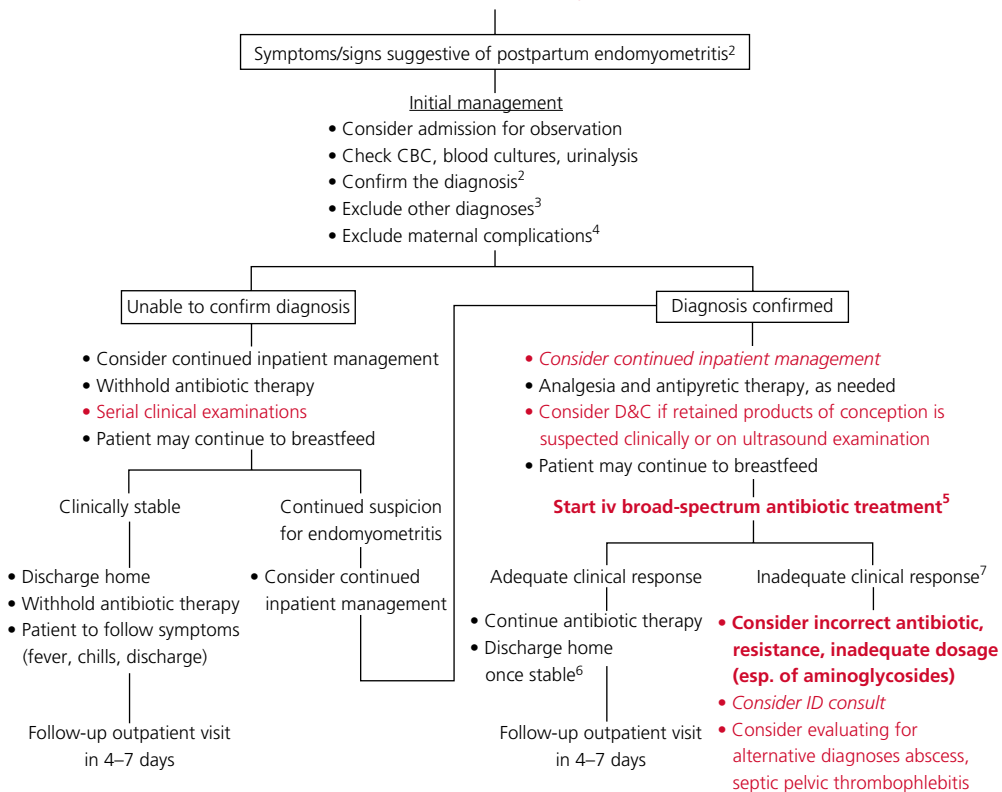 Symptoms/signs suggestive of postpartum endomyometritis²
Initial management
• Consider admission for observation
• Check CBC, blood cultures, urinalysis
• Confirm the diagnosis²
• Exclude other diagnoses³
• Exclude maternal complications⁴
Unable to confirm diagnosis
• Consider continued inpatient management
• Withhold antibiotic therapy
• Serial clinical examinations
• Patient may continue to breastfeed
Clinically stable
• Discharge home
• Withhold antibiotic therapy
• Patient to follow symptoms
(fever, chills, discharge)
Follow-up outpatient visit
in 4–7 days
Continued suspicion
for endomyometritis
• Consider continued
inpatient management
Diagnosis confirmed
• Consider continued inpatient management
• Analgesia and antipyretic therapy, as needed
• Consider D&C if retained products of conception is
suspected clinically or on ultrasound examination
• Patient may continue to breastfeed
Start iv broad-spectrum antibiotic treatment⁵
Adequate clinical response
• Continue antibiotic therapy
• Discharge home
once stable⁶
Follow-up outpatient visit
in 4–7 days
Inadequate clinical response⁷
• Consider incorrect antibiotic,
resistance, inadequate dosage
(esp. of aminoglycosides)
• Consider ID consult
• Consider evaluating for
alternative diagnoses abscess,
septic pelvic thrombophlebitis